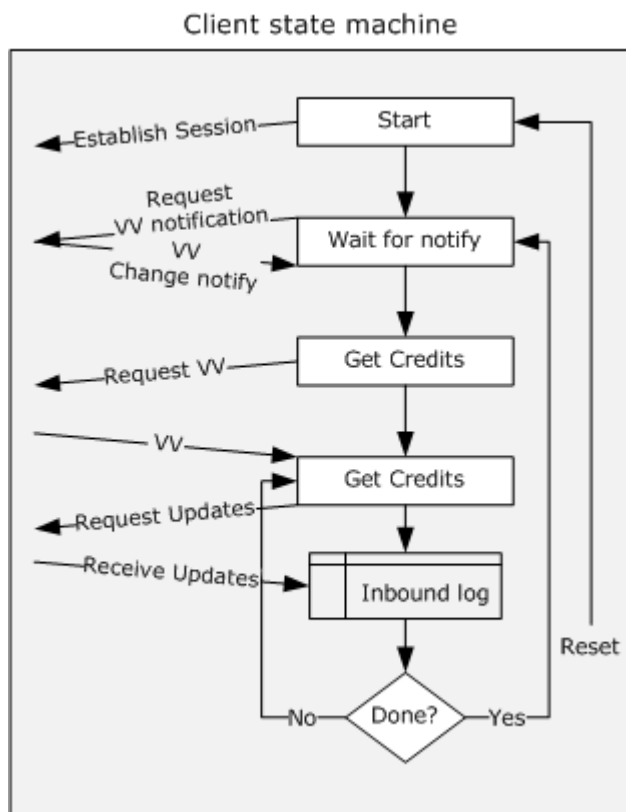 Client state machine
Start
Establish Session
Request
VV notification
VV
Change notify
Wait for notify
Get Credits
Request VV
VV
Get Credits
Request Updates
Receive Updates
Inbound log
Reset
No
Done?
Yes